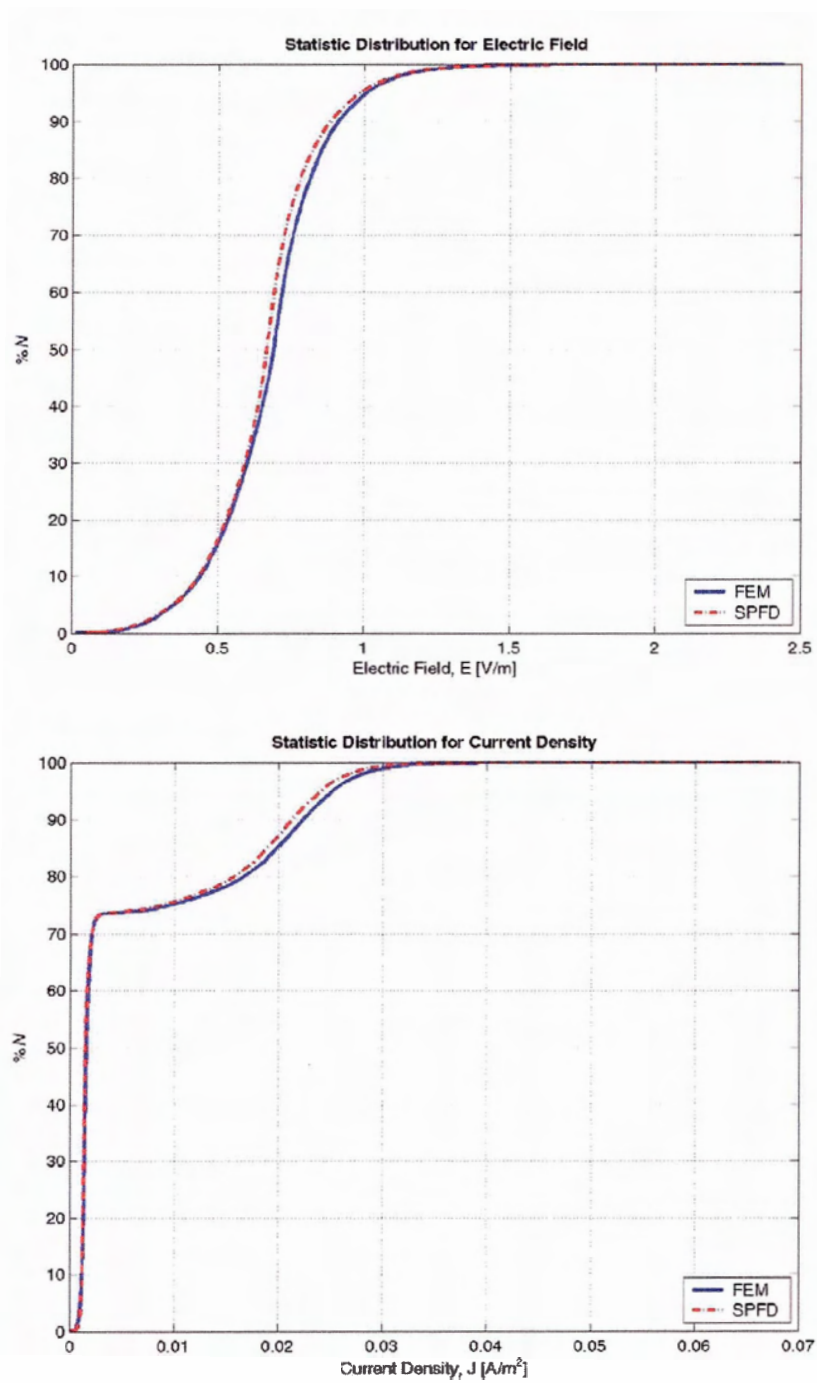 Statistic Distribution for Electric Field
100
90
80
70
60
50
40
30
20
10
0
% N
0 0.5 1 1.5 2 2.5
Electric Field, E [V/m]
FEM
SPFD
Statistic Distribution for Current Density
100
90
80
70
60
50
40
30
20
10
0
% N
0 0.01 0.02 0.03 0.04 0.05 0.06 0.07
Current Density, J [A/m²]
FEM
SPFD